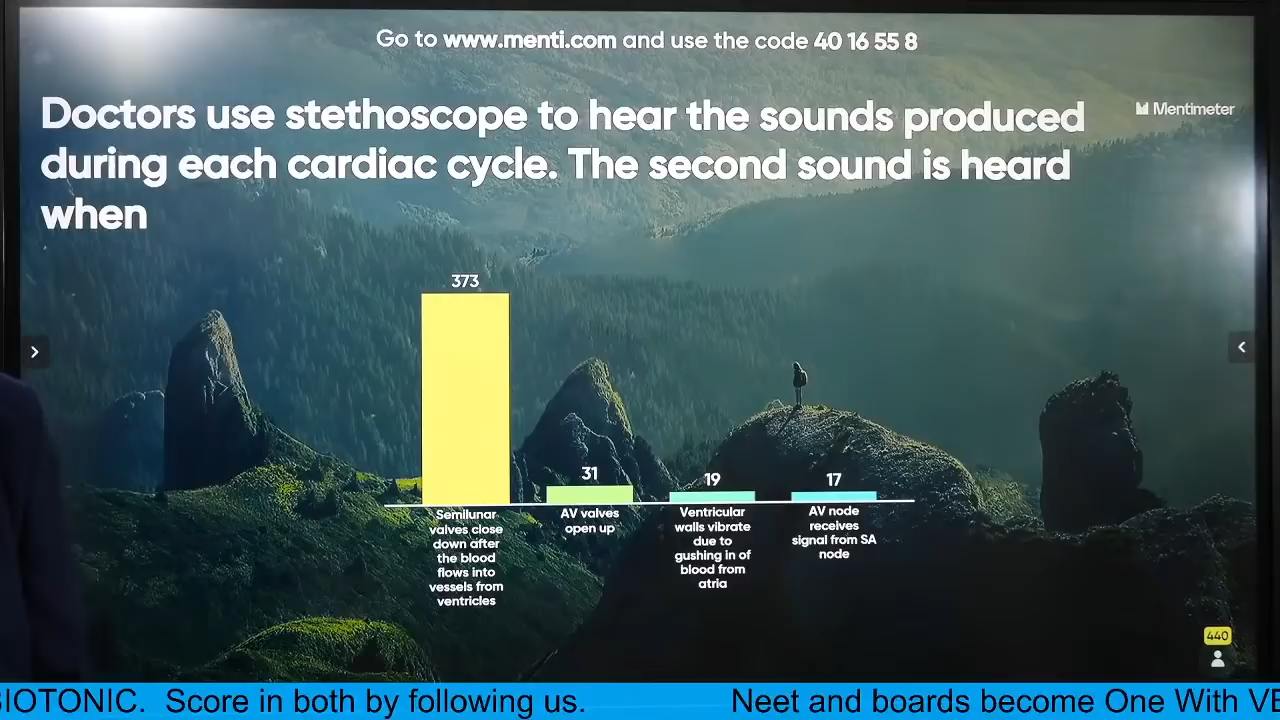 Go to www.menti.com and use the code 40 16 55 8
Mentimeter
Doctors use stethoscope to hear the sounds produced
during each cardiac cycle. The second sound is heard
when
373
31
19
17
Semilunar
valves close
down after
the blood
flows into
vessels from
ventricles
AV valves
open up
Ventricular
walls vibrate
due to
gushing in of
blood from
atria
AV node
receives
signal from SA
node
440
BIOTONIC. Score in both by following us. Neet and boards become One With